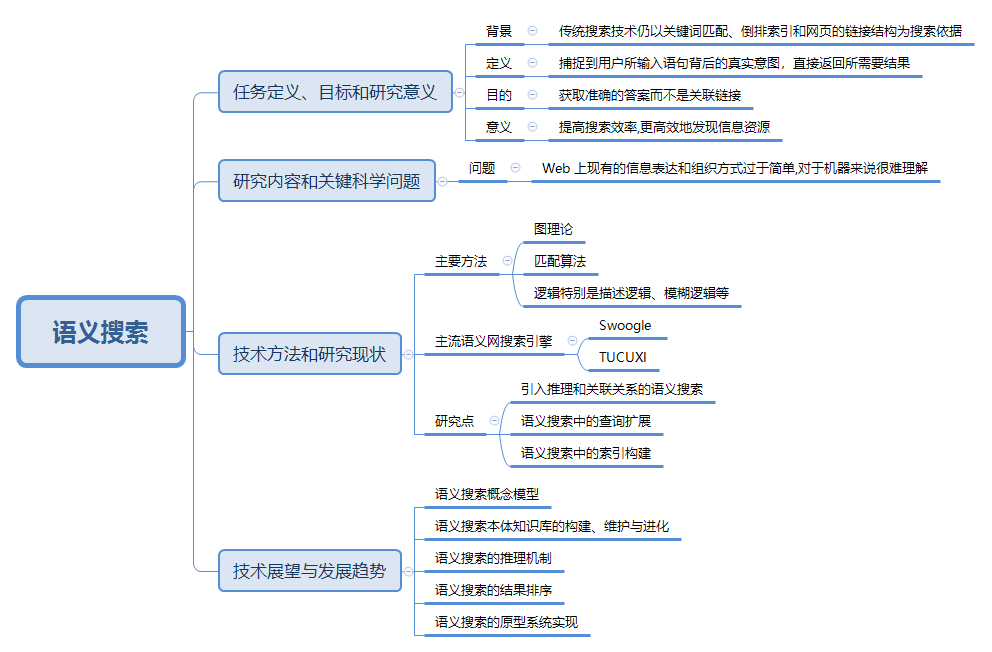 语义搜索
任务定义、目标和研究意义
背景
传统搜索技术仍以关键词匹配、倒排索引和网页的链接结构为搜索依据
定义
捕捉到用户所输入语句背后的真实意图，直接返回所需要结果
目的
获取准确的答案而不是关联链接
意义
提高搜索效率,更高效地发现信息资源
研究内容和关键科学问题
问题
Web 上现有的信息表达和组织方式过于简单,对于机器来说很难理解
技术方法和研究现状
主要方法
图理论
匹配算法
逻辑特别是描述逻辑、模糊逻辑等
主流语义网搜索引擎
Swoogle
TUCUXI
研究点
引入推理和关联关系的语义搜索
语义搜索中的查询扩展
语义搜索中的索引构建
技术展望与发展趋势
语义搜索概念模型
语义搜索本体知识库的构建、维护与进化
语义搜索的推理机制
语义搜索的结果排序
语义搜索的原型系统实现